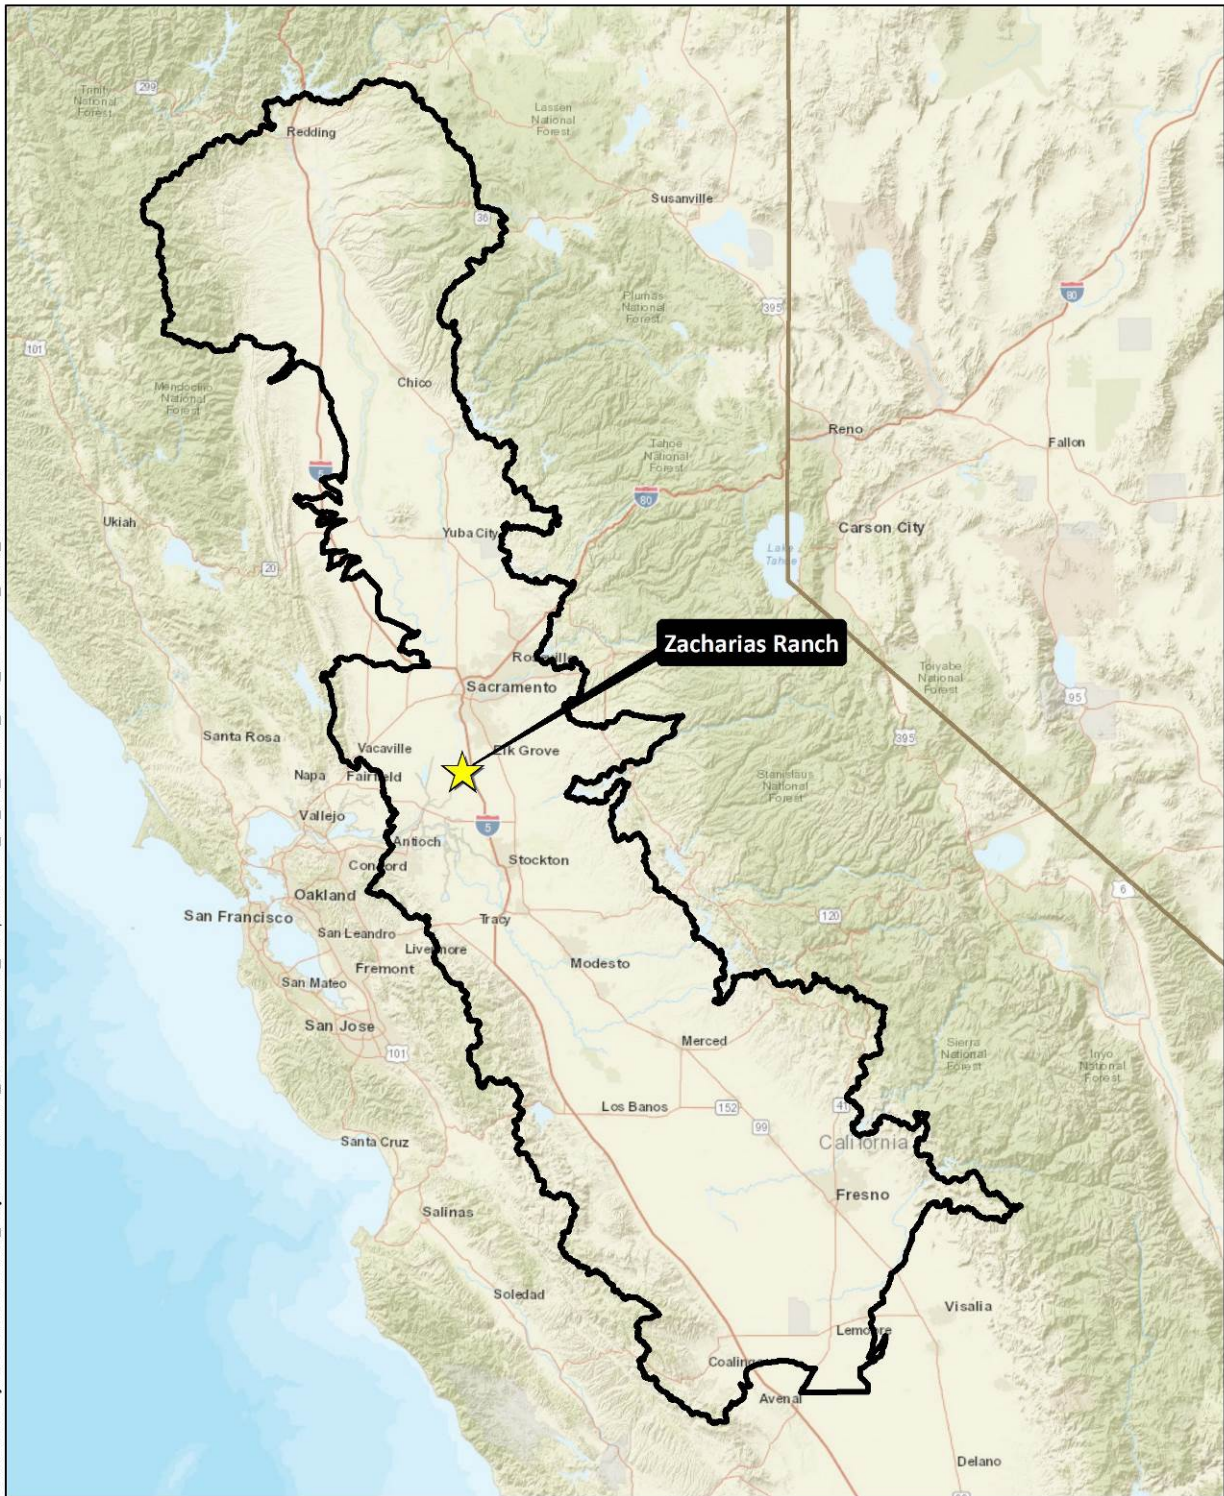 Trinity
National
Forest
299
Redding
Lassen
National
Forest
Susanville
36
Plumas
National
Forest
395
80
101
Mendocino
National
Forest
Chico
Reno
Fallon
Tahoe
National
Forest
5
80
Ukiah
Yuba City
Carson City
Lake
Tahoe
20
Roseville
Zacharias Ranch
Sacramento
Toiyabe
National
Forest
95
Santa Rosa
Vacaville
Elk Grove
395
Napa
Fairfield
Stanislaus
National
Forest
Vallejo
5
Antioch
Concord
Stockton
Oakland
6
San Francisco
Tracy
120
San Leandro
Livermore
Modesto
Fremont
San Mateo
San Jose
Merced
101
Sierra
National
Forest
Inyo
National
Forest
Los Banos
152
41
99
California
Santa Cruz
Fresno
Salinas
Soledad
Visalia
Lemoore
Coalinga
Avenal
Delano